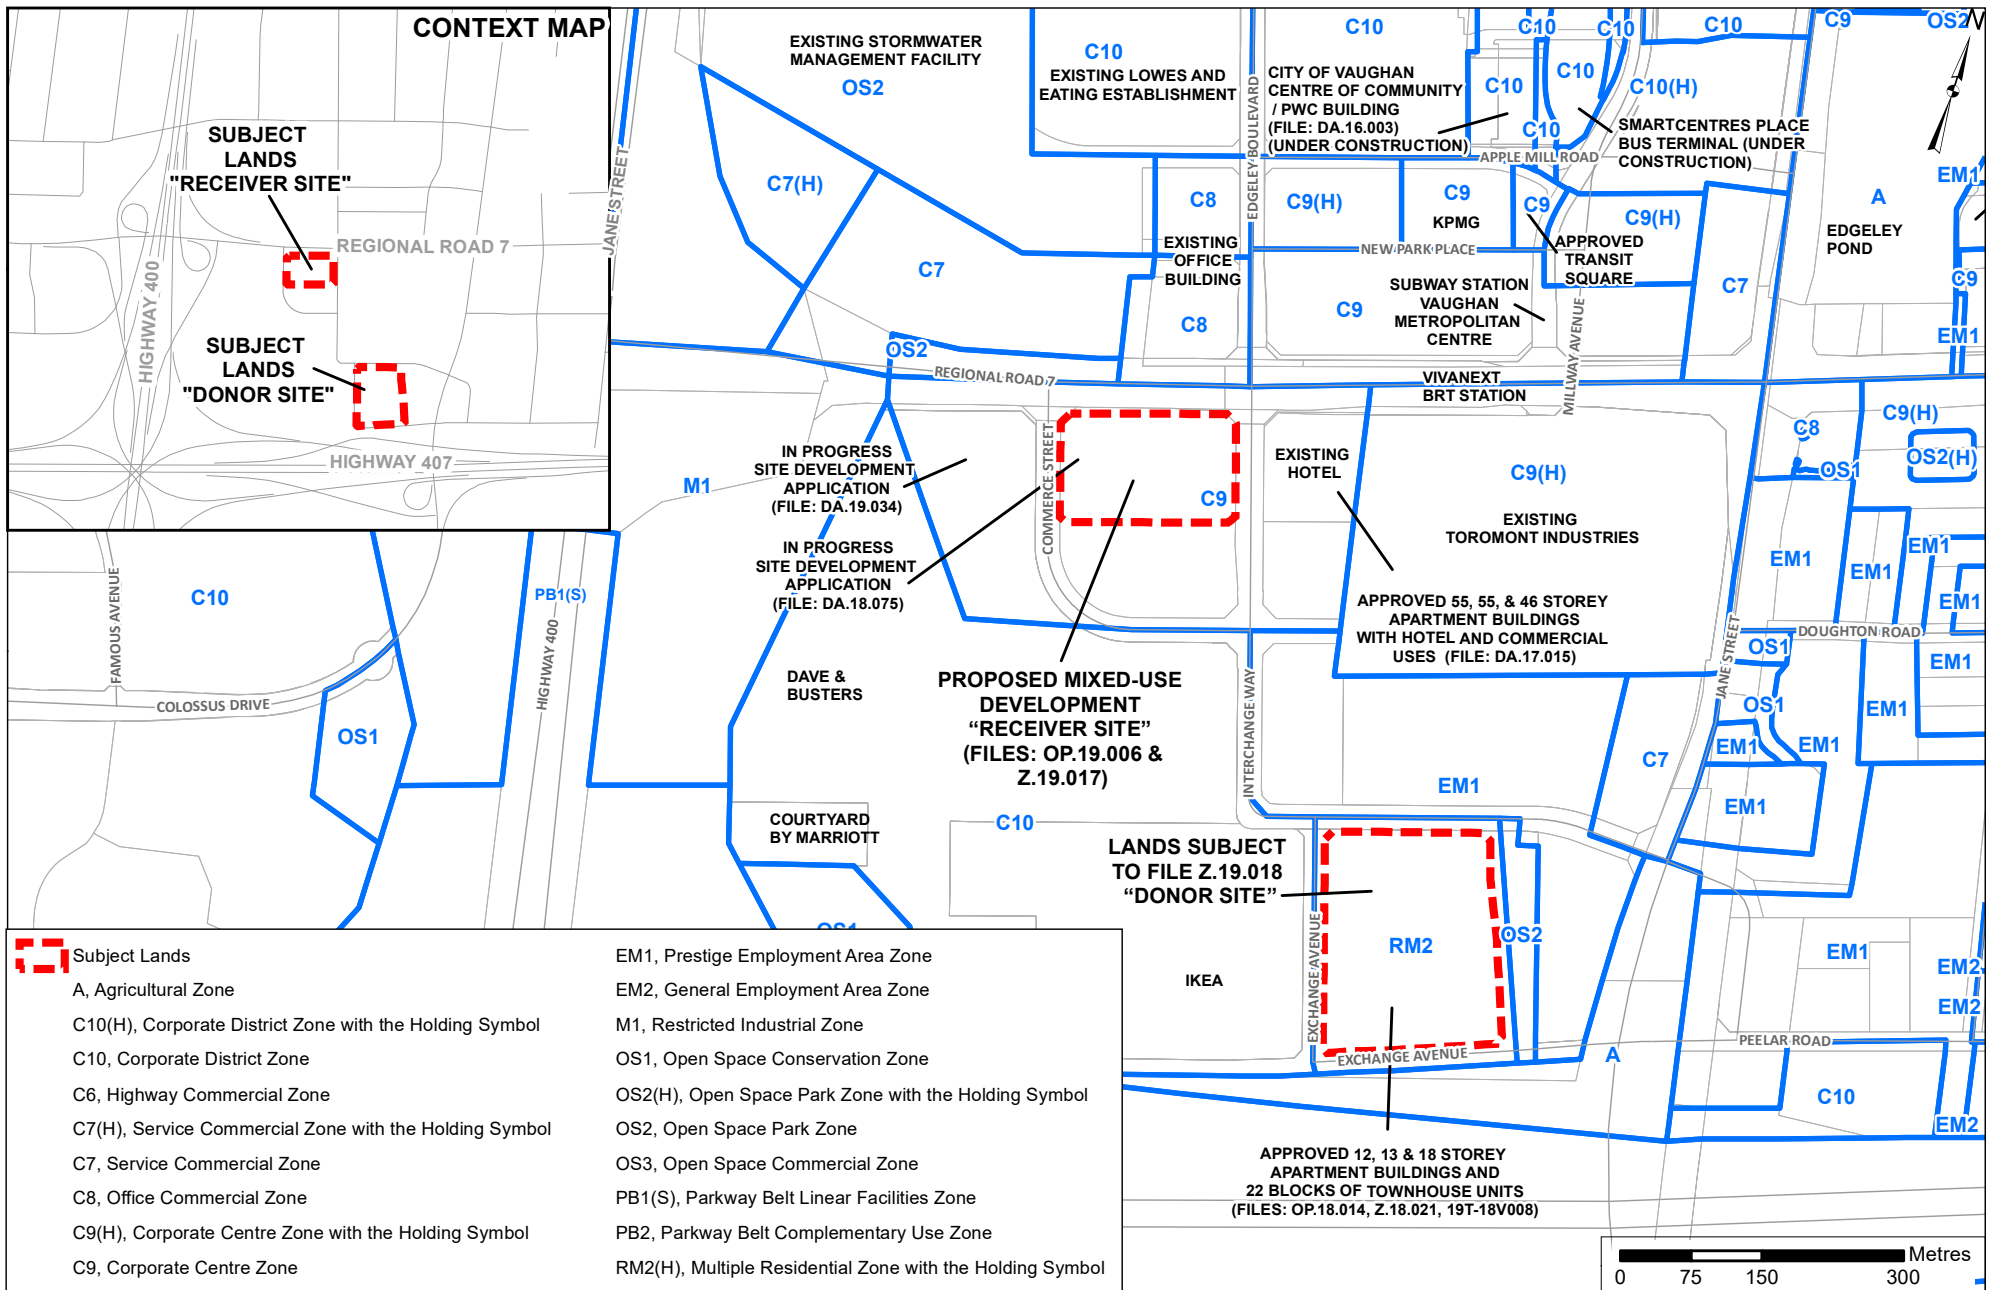 CONTEXT MAP
SUBJECT
LANDS
"RECEIVER SITE"
REGIONAL ROAD 7
HIGHWAY 400
SUBJECT
LANDS
"DONOR SITE"
HIGHWAY 407
JANE STREET
EXISTING STORMWATER
MANAGEMENT FACILITY
OS2
C10
EXISTING LOWES AND
EATING ESTABLISHMENT
EDGELEY BOULEVARD
C10
CITY OF VAUGHAN
CENTRE OF COMMUNITY
/ PWC BUILDING
(FILE: DA.16.003)
(UNDER CONSTRUCTION)
C10
C10
C10
C10
C10
C10
C10(H)
C10
C9
OS2
N
SMARTCENTRES PLACE
BUS TERMINAL (UNDER
CONSTRUCTION)
APPLE MILL ROAD
EM1
A
EDGELEY
POND
C7(H)
C7
C8
EXISTING
OFFICE
BUILDING
C8
C9(H)
C9
KPMG
C9
C9(H)
NEW PARK PLACE
APPROVED
TRANSIT
SQUARE
SUBWAY STATION
VAUGHAN
METROPOLITAN
CENTRE
C9
MILLWAY AVENUE
C7
C9
EM1
OS2
REGIONAL ROAD 7
VIVANEXT
BRT STATION
M1
IN PROGRESS
SITE DEVELOPMENT
APPLICATION
(FILE: DA.19.034)
IN PROGRESS
SITE DEVELOPMENT
APPLICATION
(FILE: DA.18.075)
COMMERCE STREET
C9
EXISTING
HOTEL
C9(H)
EXISTING
TOROMONT INDUSTRIES
C8
OS1
C9(H)
OS2(H)
EM1
EM1
EM1
EM1
DOUGHTON ROAD
APPROVED 55, 55, & 46 STOREY
APARTMENT BUILDINGS
WITH HOTEL AND COMMERCIAL
USES (FILE: DA.17.015)
JANE STREET
OS1
EM1
OS1
EM1
EM1
EM1
EM1
C7
EM1
C10
FAMOUS AVENUE
COLOSSUS DRIVE
OS1
PB1(S)
HIGHWAY 400
DAVE &
BUSTERS
PROPOSED MIXED-USE
DEVELOPMENT
“RECEIVER SITE”
(FILES: OP.19.006 &
Z.19.017)
INTERCHANGE WAY
COURTYARD
BY MARRIOTT
C10
OS1
LANDS SUBJECT
TO FILE Z.19.018
“DONOR SITE”
RM2
OS2
IKEA
EXCHANGE AVENUE
EXCHANGE AVENUE
EM1
EM2
EM2
PEELAR ROAD
A
C10
EM2
APPROVED 12, 13 & 18 STOREY
APARTMENT BUILDINGS AND
22 BLOCKS OF TOWNHOUSE UNITS
(FILES: OP.18.014, Z.18.021, 19T-18V008)
Subject Lands
A, Agricultural Zone
C10(H), Corporate District Zone with the Holding Symbol
C10, Corporate District Zone
C6, Highway Commercial Zone
C7(H), Service Commercial Zone with the Holding Symbol
C7, Service Commercial Zone
C8, Office Commercial Zone
C9(H), Corporate Centre Zone with the Holding Symbol
C9, Corporate Centre Zone
EM1, Prestige Employment Area Zone
EM2, General Employment Area Zone
M1, Restricted Industrial Zone
OS1, Open Space Conservation Zone
OS2(H), Open Space Park Zone with the Holding Symbol
OS2, Open Space Park Zone
OS3, Open Space Commercial Zone
PB1(S), Parkway Belt Linear Facilities Zone
PB2, Parkway Belt Complementary Use Zone
RM2(H), Multiple Residential Zone with the Holding Symbol
Metres
0 75 150 300